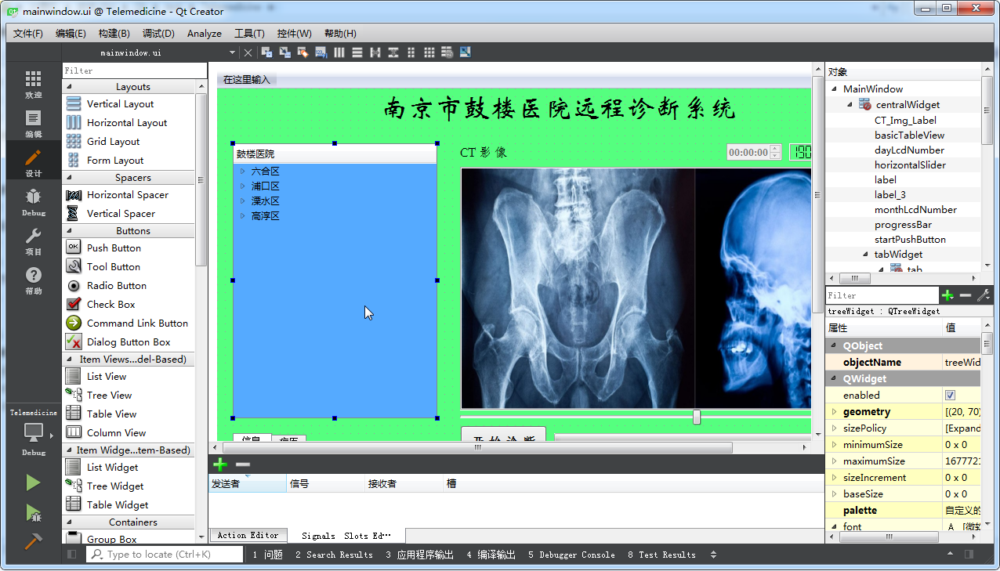 mainwindow.ui @ Telemedicine - Qt Creator
文件(F) 编辑(E) 构建(B) 调试(D) Analyze 工具(T) 控件(W) 帮助(H)
mainwindow.ui
欢迎
编辑
设计
Debug
项目
帮助
Telemedicine
Debug
Filter
Layouts
Vertical Layout
Horizontal Layout
Grid Layout
Form Layout
Spacers
Horizontal Spacer
Vertical Spacer
Buttons
OK
Push Button
Tool Button
Radio Button
Check Box
Command Link Button
Dialog Button Box
Item Views...del-Based)
List View
Tree View
Table View
Column View
Item Widge...tem-Based)
List Widget
Tree Widget
Table Widget
Containers
Group Box
在这里输入
南京市鼓楼医院远程诊断系统
鼓楼医院
六合区
浦口区
溧水区
高淳区
CT 影像
00:00:00
190
信息 病历
开始诊断
发送者 信号 接收者 槽
Action Editor Signals Slots Ed...
对象
MainWindow
centralWidget
CT_Img_Label
basicTableView
dayLcdNumber
horizontalSlider
label
label_3
monthLcdNumber
progressBar
startPushButton
tabWidget
tab
Filter
treeWidget : QTreeWidget
属性 值
QObject
objectName treeWid
QWidget
enabled
geometry [(20, 70)
sizePolicy [Expand
minimumSize 0 x 0
maximumSize 1677721
sizeIncrement 0 x 0
baseSize 0 x 0
palette 自定义的
font A [微软
Type to locate (Ctrl+K) 1 问题 2 Search Results 3 应用程序输出 4 编译输出 5 Debugger Console 8 Test Results